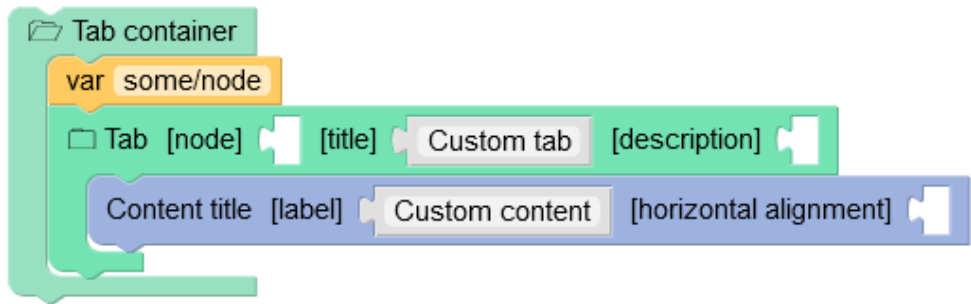 Tab container
var some/node
Tab [node] [title] Custom tab [description]
Content title [label] Custom content [horizontal alignment]